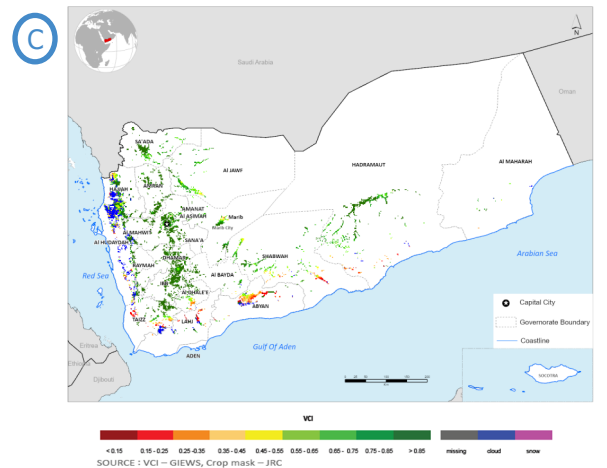 C
N
Saudi Arabia
Oman
SA'ADA
Al JAWF
HADRAMAUT
Al MAHARAH
HAJJAH
AMRAN
AMANAT
Al ASIMAH
Marib
Marib City
Al MAHWIT
SANA'A
Al HUDAYDAH
Arabian Sea
RAYMAH
DHAMAR
SHABWAH
Red Sea
Al BAYDA
IBB
Al DHALE'E
ABYAN
TAIZZ
LAHJ
Capital City
Governorate Boundary
Coastline
Gulf Of Aden
ADEN
Eritrea
Djibouti
SOCOTRA
VCI
< 0.15 0.15 - 0.25 0.25-0.35 0.35 - 0.45 0.45 - 0.55 0.55-0.65 0.65 - 0.75 0.75-0.85 > 0.85 missing cloud snow
SOURCE : VCI – GIEWS, Crop mask – JRC